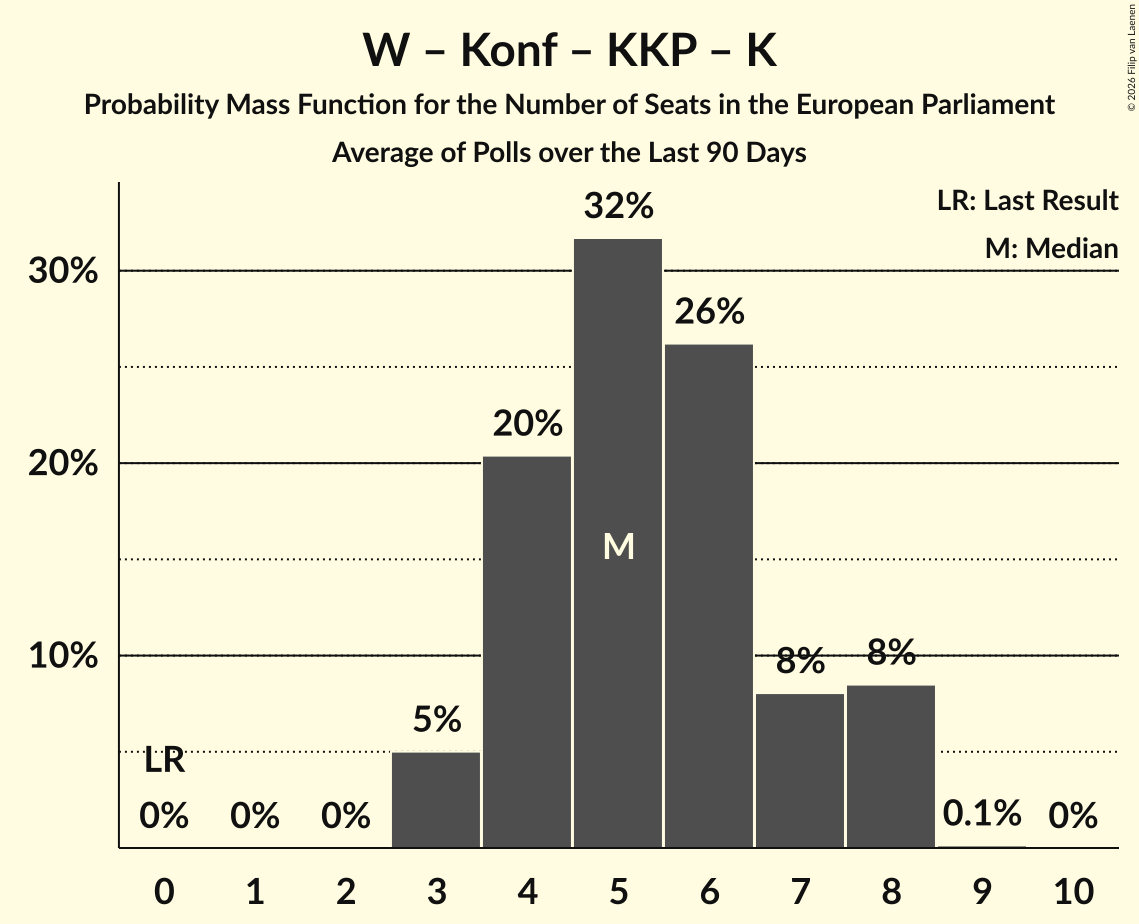 W – Konf – KKP – K
Probability Mass Function for the Number of Seats in the European Parliament
Average of Polls over the Last 90 Days
© 2026 Filip van Laenen
LR: Last Result
M: Median
30%
20%
10%
32%
26%
20%
M
8%
8%
5%
LR
0%
0%
0%
0.1%
0%
0 1 2 3 4 5 6 7 8 9 10